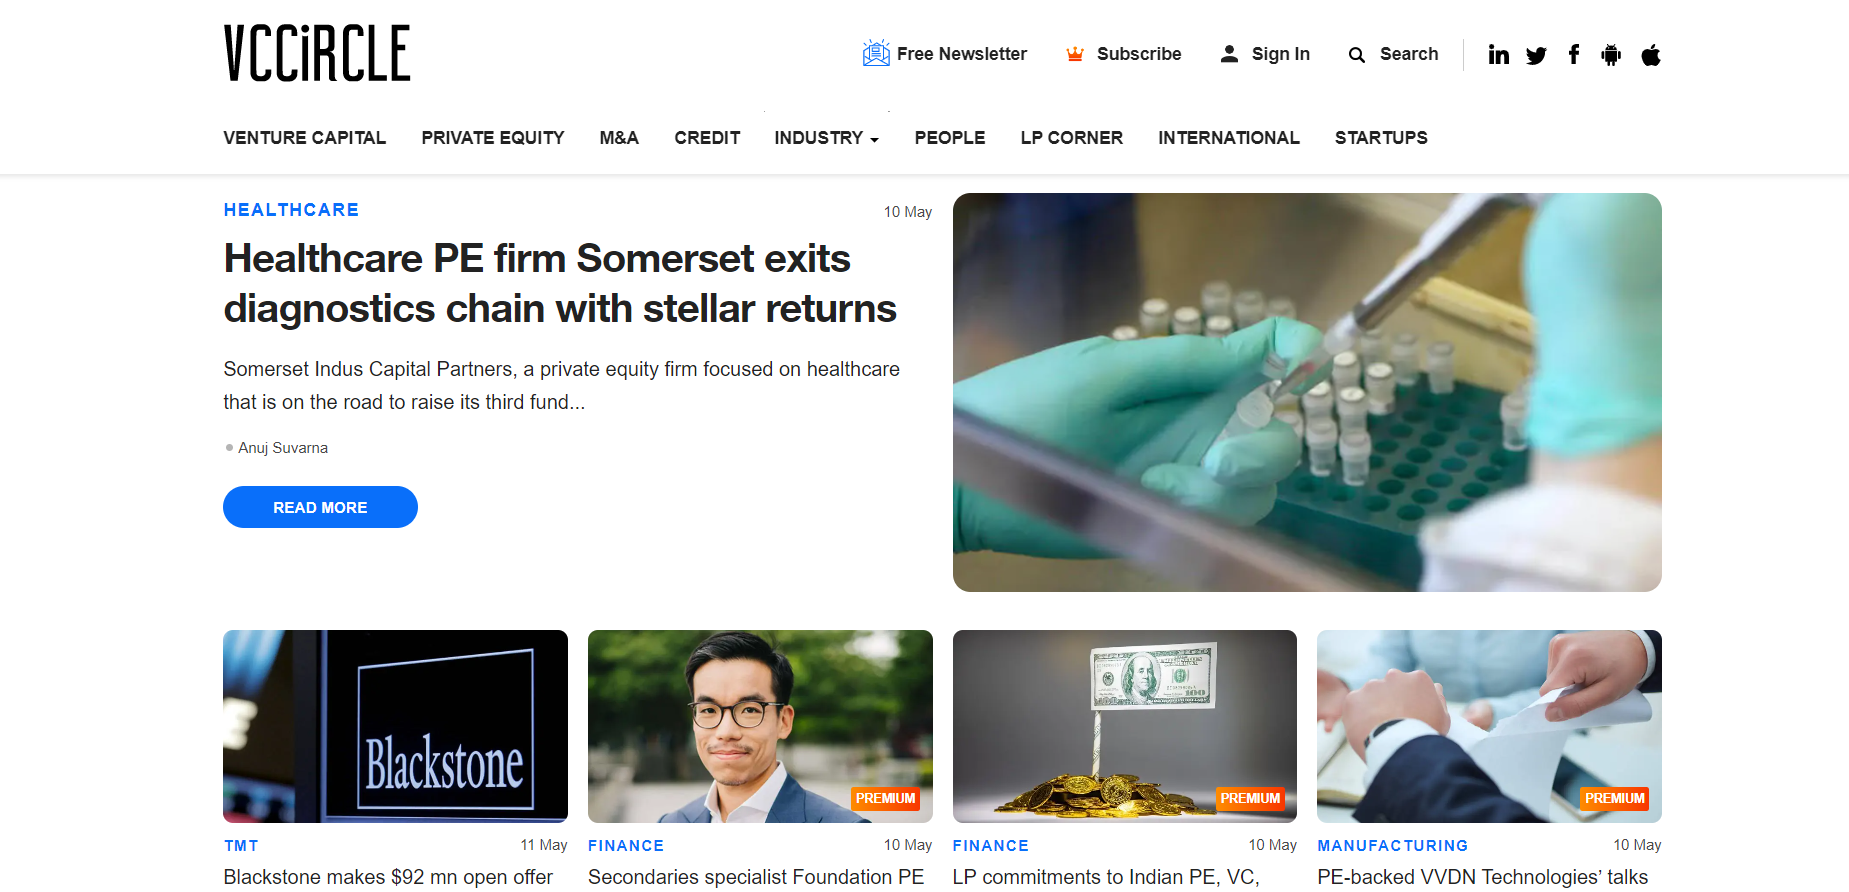 VCCiRCLE
Free Newsletter
Subscribe
Sign In
Search
VENTURE CAPITAL
PRIVATE EQUITY
M&A
CREDIT
INDUSTRY
PEOPLE
LP CORNER
INTERNATIONAL
STARTUPS
HEALTHCARE
10 May
Healthcare PE firm Somerset exits
diagnostics chain with stellar returns
Somerset Indus Capital Partners, a private equity firm focused on healthcare
that is on the road to raise its third fund...
Anuj Suvarna
READ MORE
Blackstone
TMT
11 May
Blackstone makes $92 mn open offer
PREMIUM
FINANCE
10 May
Secondaries specialist Foundation PE
100
PREMIUM
FINANCE
10 May
LP commitments to Indian PE, VC,
PREMIUM
MANUFACTURING
10 May
PE-backed VVDN Technologies' talks